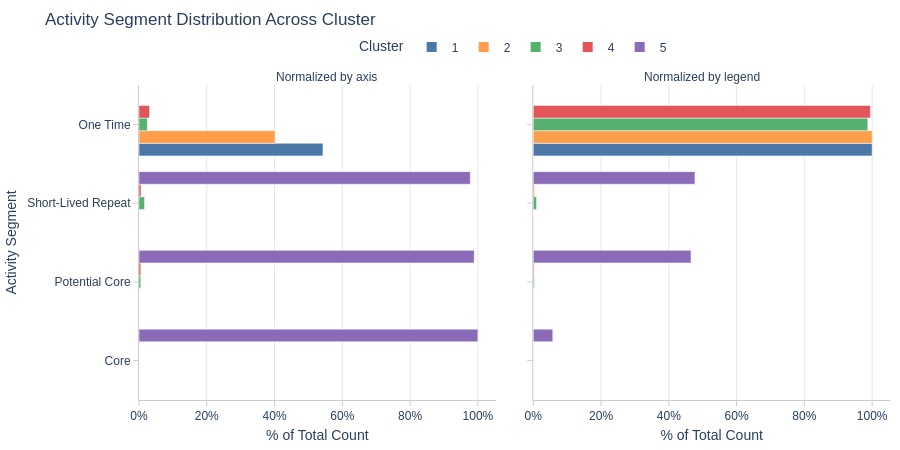 Activity Segment Distribution Across Cluster
Cluster 1 2 3 4 5
Normalized by axis
Normalized by legend
Activity Segment
One Time
Short-Lived Repeat
Potential Core
Core
0% 20% 40% 60% 80% 100%
0% 20% 40% 60% 80% 100%
% of Total Count
% of Total Count